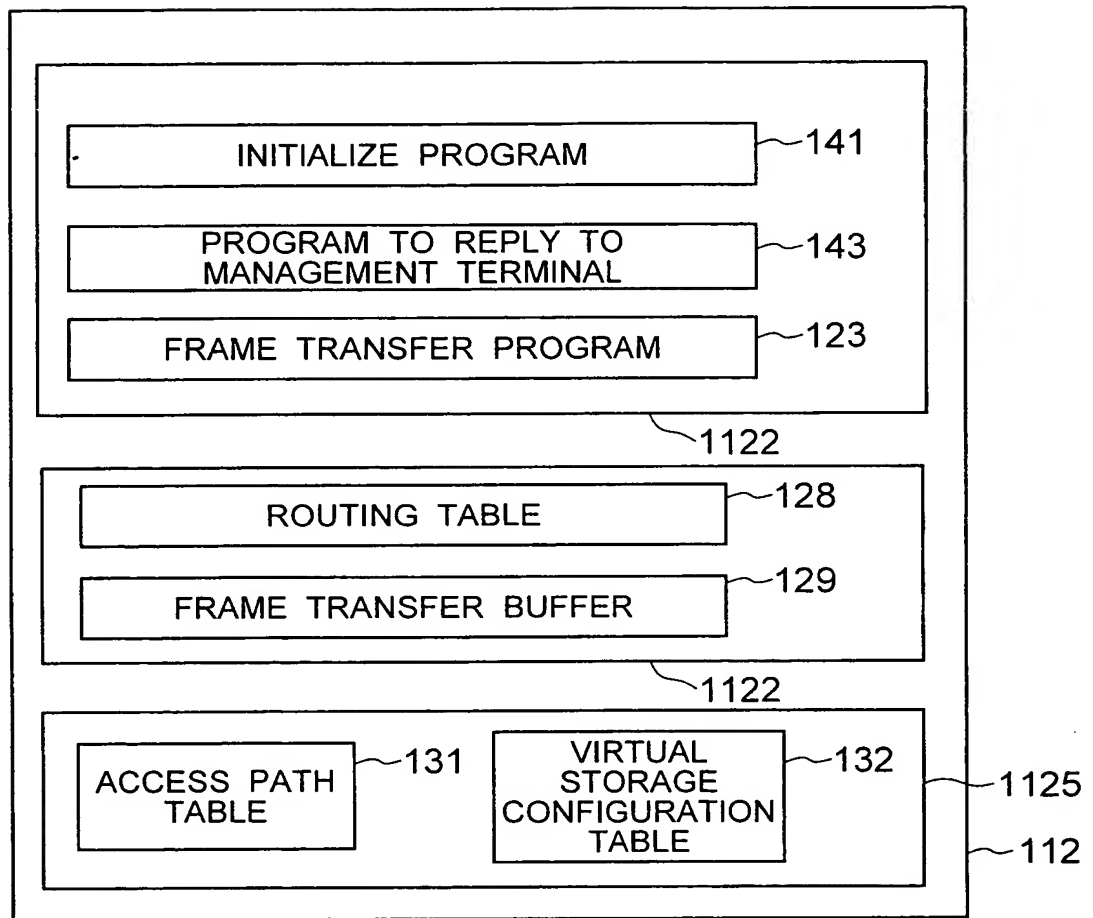 INITIALIZE PROGRAM
141
PROGRAM TO REPLY TO
MANAGEMENT TERMINAL
143
FRAME TRANSFER PROGRAM
123
1122
ROUTING TABLE
128
FRAME TRANSFER BUFFER
129
1122
ACCESS PATH
TABLE
131
VIRTUAL
STORAGE
CONFIGURATION
TABLE
132
1125
112